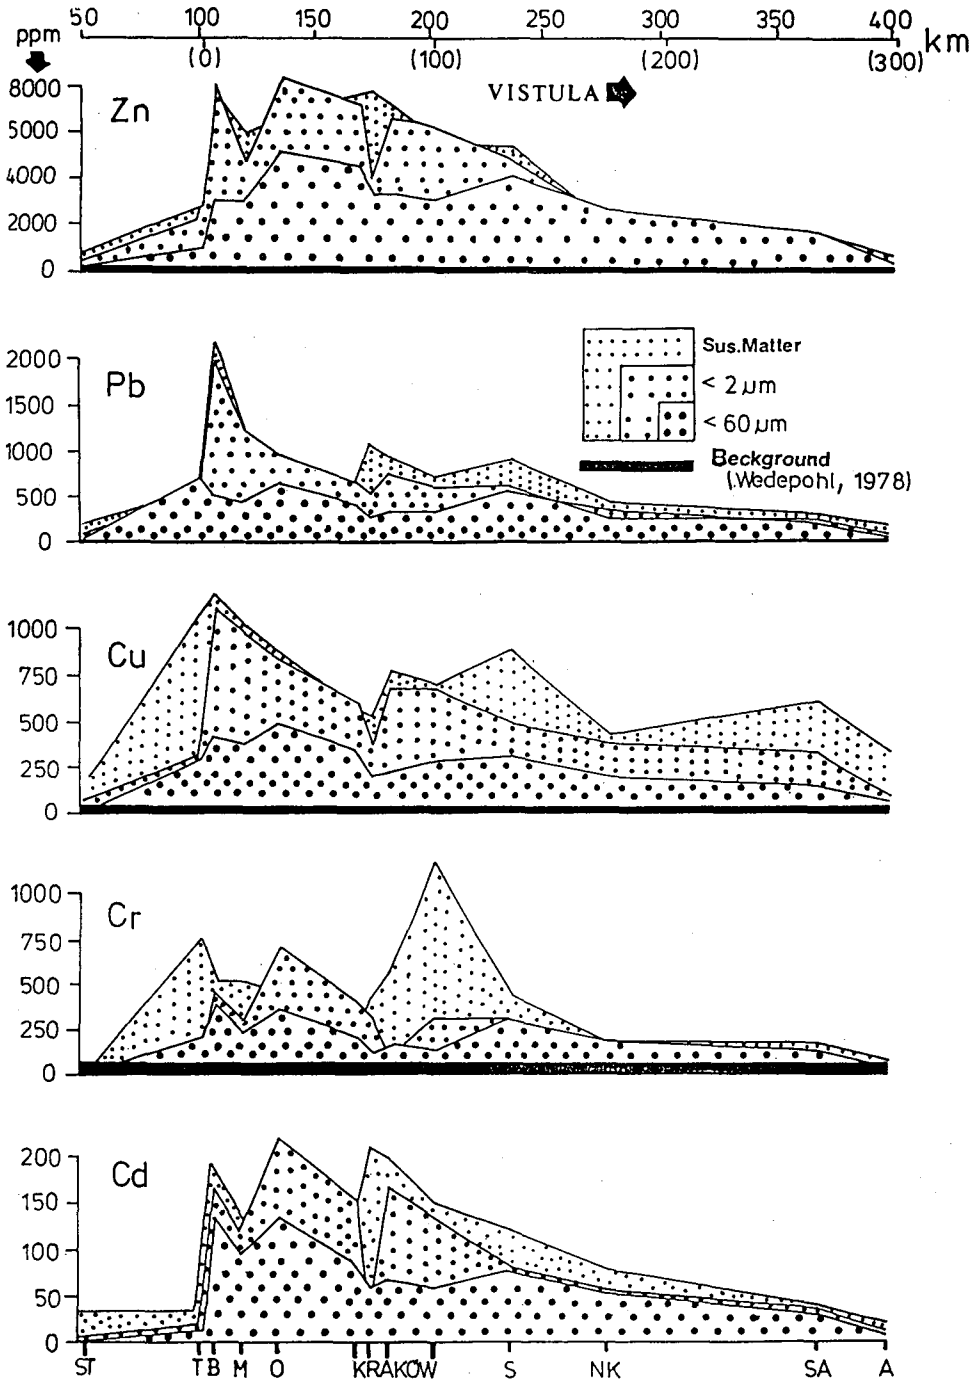 50 100 150 200 250 300 350 400 km
ppm (0) (100) (200) (300)
VISTULA
Zn
8000
6000
4000
2000
0
Pb
2000
1500
1000
500
0
Sus.Matter
< 2 µm
< 60 µm
Beckground
(.Wedepohl, 1978)
Cu
1000
750
500
250
0
Cr
1000
750
500
250
0
Cd
200
150
100
50
0
ST T B M O KRAKÓW S NK SA A